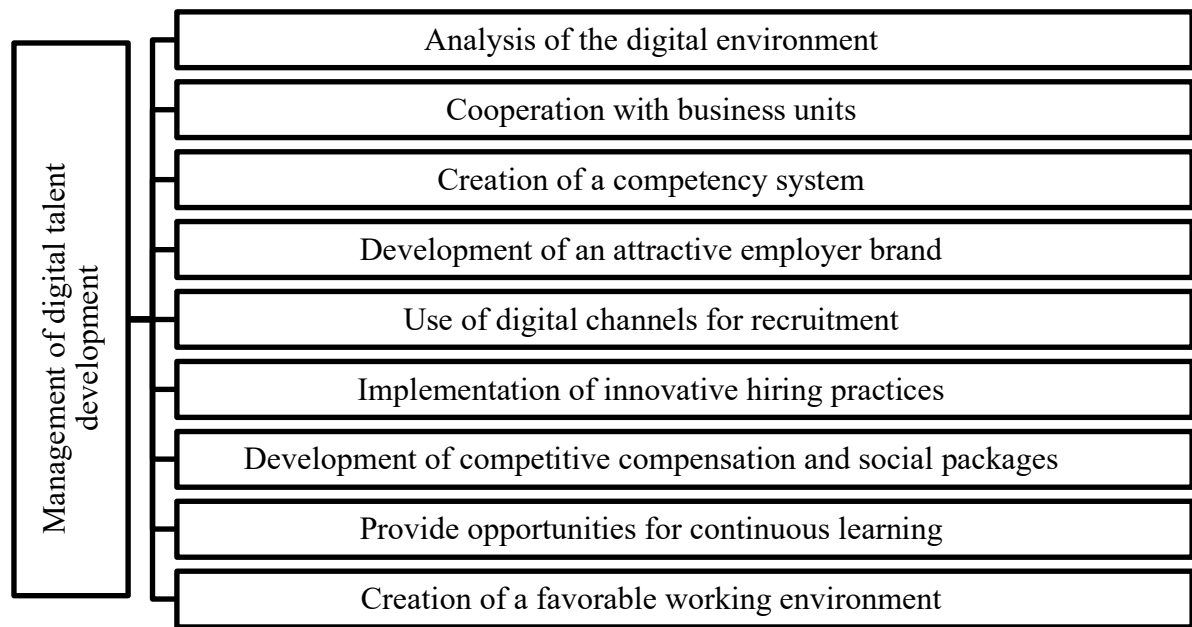 Management of digital talent
development
Analysis of the digital environment
Cooperation with business units
Creation of a competency system
Development of an attractive employer brand
Use of digital channels for recruitment
Implementation of innovative hiring practices
Development of competitive compensation and social packages
Provide opportunities for continuous learning
Creation of a favorable working environment